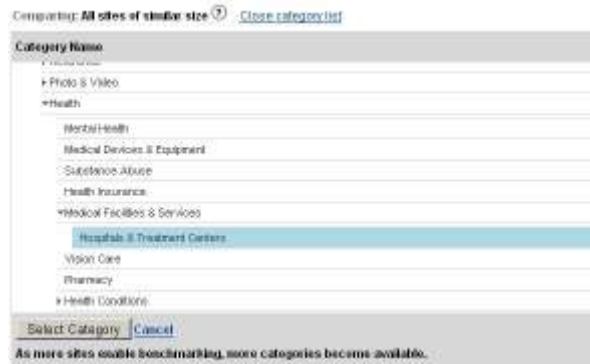 Comparing: All sites of similar size ? Close category list
Category Name
Photo & Video
Health
Mental Health
Medical Devices & Equipment
Substance Abuse
Health Insurance
Medical Facilities & Services
Hospitals & Treatment Centers
Vision Care
Pharmacy
Health Conditions
Select Category Cancel
As more sites enable benchmarking, more categories become available.